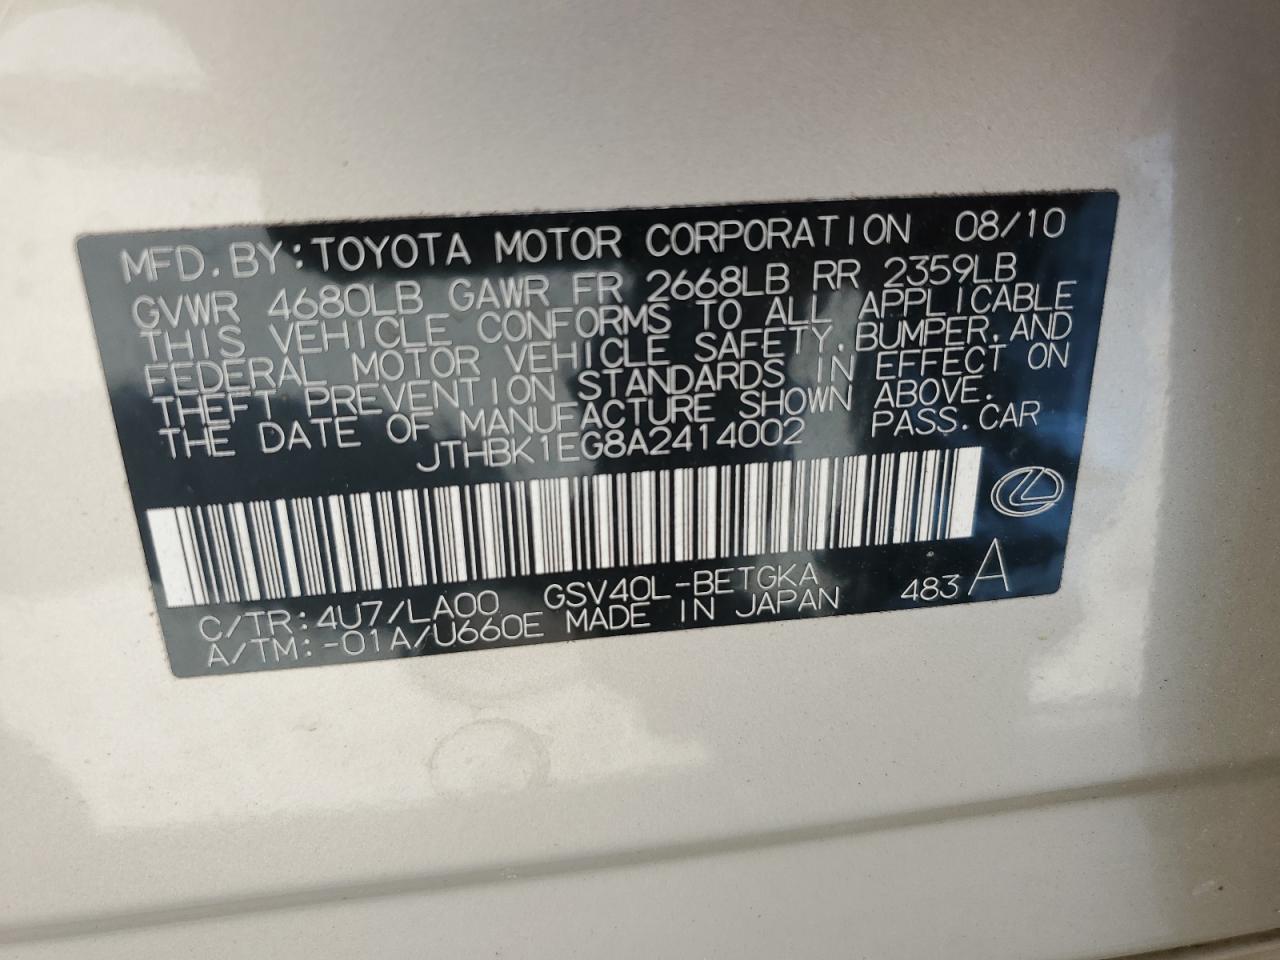 MFD. BY: TOYOTA MOTOR CORPORATION 08/10
GVWR 4680LB GAWR FR 2668LB RR 2359LB
THIS VEHICLE CONFORMS TO ALL APPLICABLE
FEDERAL MOTOR VEHICLE SAFETY, BUMPER, AND
THEFT PREVENTION STANDARDS IN EFFECT ON
THE DATE OF MANUFACTURE SHOWN ABOVE.
JTHBK1EG8A2414002 PASS. CAR
C/TR: 4U7/LA00 GSV40L-BETGKA 483 A
A/TM: -01A/U660E MADE IN JAPAN